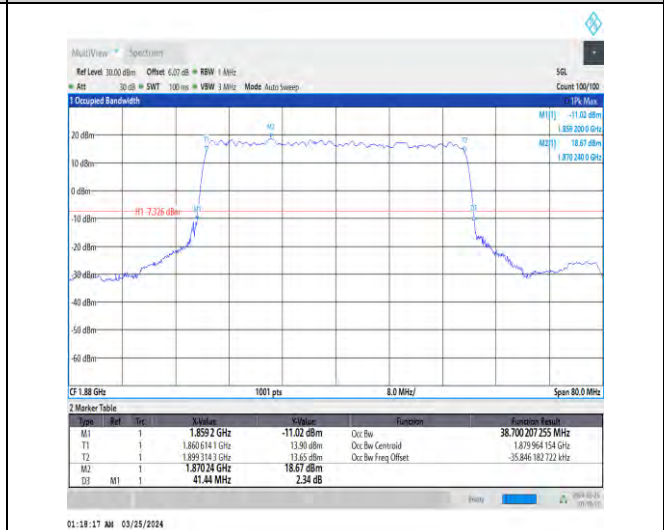 MultiView Spectrum
Ref Level 30.00 dBm Offset 6.07 dB RBW 1 MHz SGL
Att 30 dB SWT 100 ms VBW 3 MHz Mode Auto Sweep Count 100/100
1 Occupied Bandwidth 1Pk Max
M1[1] -11.02 dBm
1.859 200 0 GHz
M2[1] 18.67 dBm
1.870 240 0 GHz
M2
T1 T2
20 dBm
10 dBm
0 dBm
H1 -7.326 dBm M1 D3
-10 dBm
-20 dBm
-30 dBm
-40 dBm
-50 dBm
-60 dBm
CF 1.88 GHz 1001 pts 8.0 MHz/ Span 80.0 MHz
2 Marker Table
Type Ref Trc X-Value Y-Value Function Function Result
M1 1 1.859 2 GHz -11.02 dBm Occ Bw 38.700 207 255 MHz
T1 1 1.860 614 1 GHz 13.90 dBm Occ Bw Centroid 1.879 964 154 GHz
T2 1 1.899 314 3 GHz 13.65 dBm Occ Bw Freq Offset -35.846 182 722 kHz
M2 1 1.870 24 GHz 18.67 dBm
D3 M1 1 41.44 MHz 2.34 dB
Ready
01:18:17 AM 03/25/2024